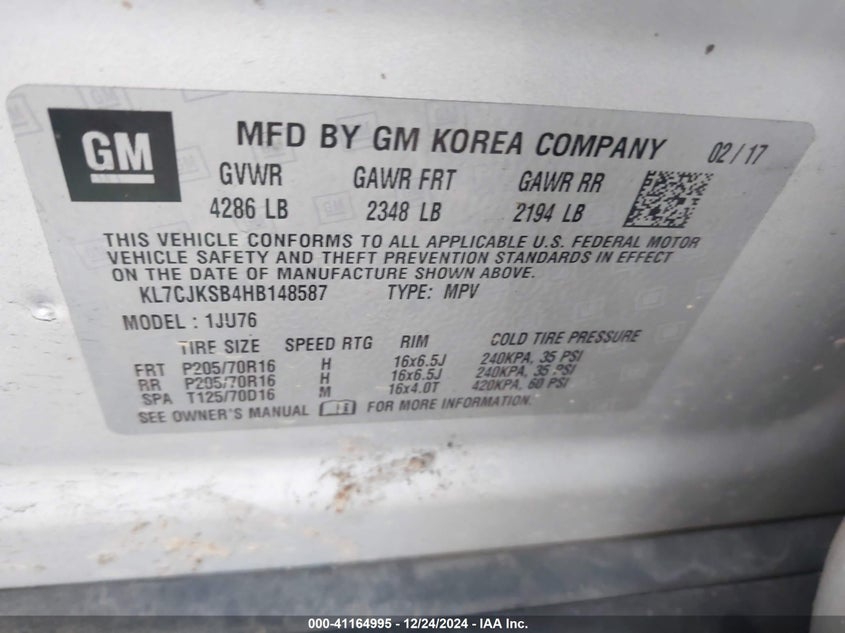 GM
MFD BY GM KOREA COMPANY 02/17
GVWR GAWR FRT GAWR RR
4286 LB 2348 LB 2194 LB
THIS VEHICLE CONFORMS TO ALL APPLICABLE U.S. FEDERAL MOTOR
VEHICLE SAFETY AND THEFT PREVENTION STANDARDS IN EFFECT
ON THE DATE OF MANUFACTURE SHOWN ABOVE.
KL7CJKSB4HB148587 TYPE: MPV
MODEL : 1JU76
TIRE SIZE SPEED RTG RIM COLD TIRE PRESSURE
FRT P205/70R16 H 16x6.5J 240KPA, 35 PSI
RR P205/70R16 H 16x6.5J 240KPA, 35 PSI
SPA T125/70D16 M 16x4.0T 420KPA, 60 PSI
SEE OWNER'S MANUAL FOR MORE INFORMATION.
000-41164995 - 12/24/2024 - IAA Inc.